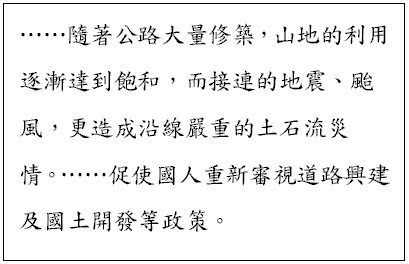 ……隨著公路大量修築，山地的利用
逐漸達到飽和，而接連的地震、颱
風，更造成沿線嚴重的土石流災
情。……促使國人重新審視道路興建
及國土開發等政策。